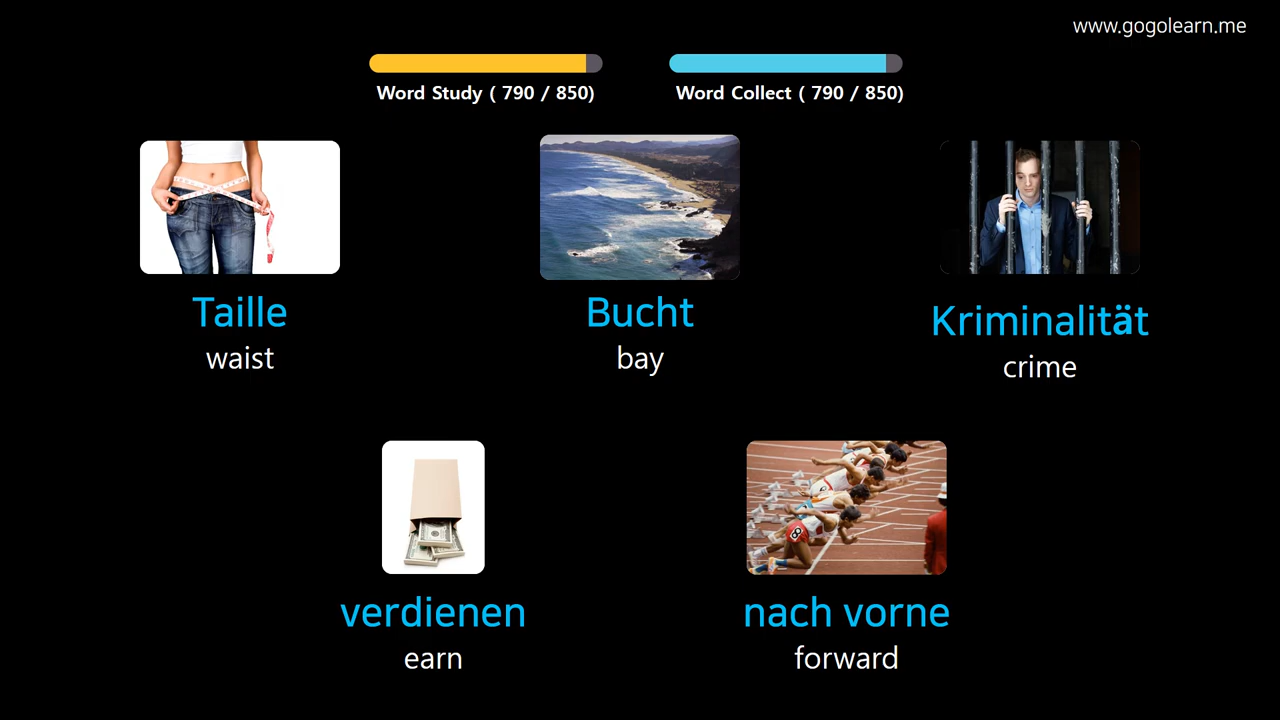 www.gogolearn.me
Word Study ( 790 / 850)
Word Collect ( 790 / 850)
Taille
waist
Bucht
bay
Kriminalität
crime
verdienen
earn
8
nach vorne
forward